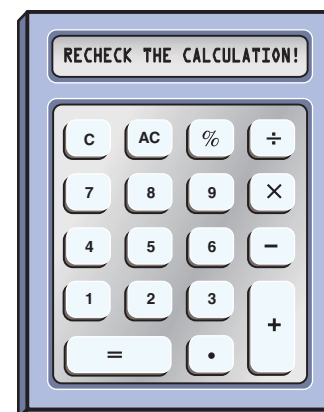 RECHECK THE CALCULATION!
C AC % ÷
7 8 9 ×
4 5 6 −
1 2 3 +
= •